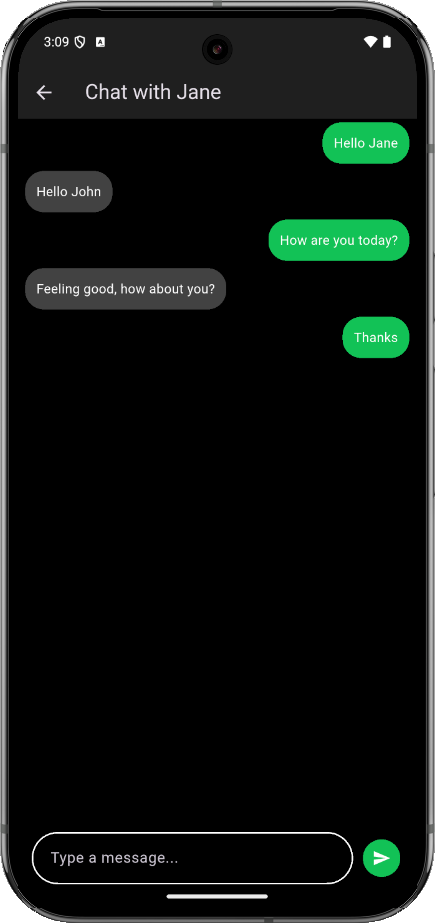 3:09
Chat with Jane
Hello Jane
Hello John
How are you today?
Feeling good, how about you?
Thanks
Type a message...